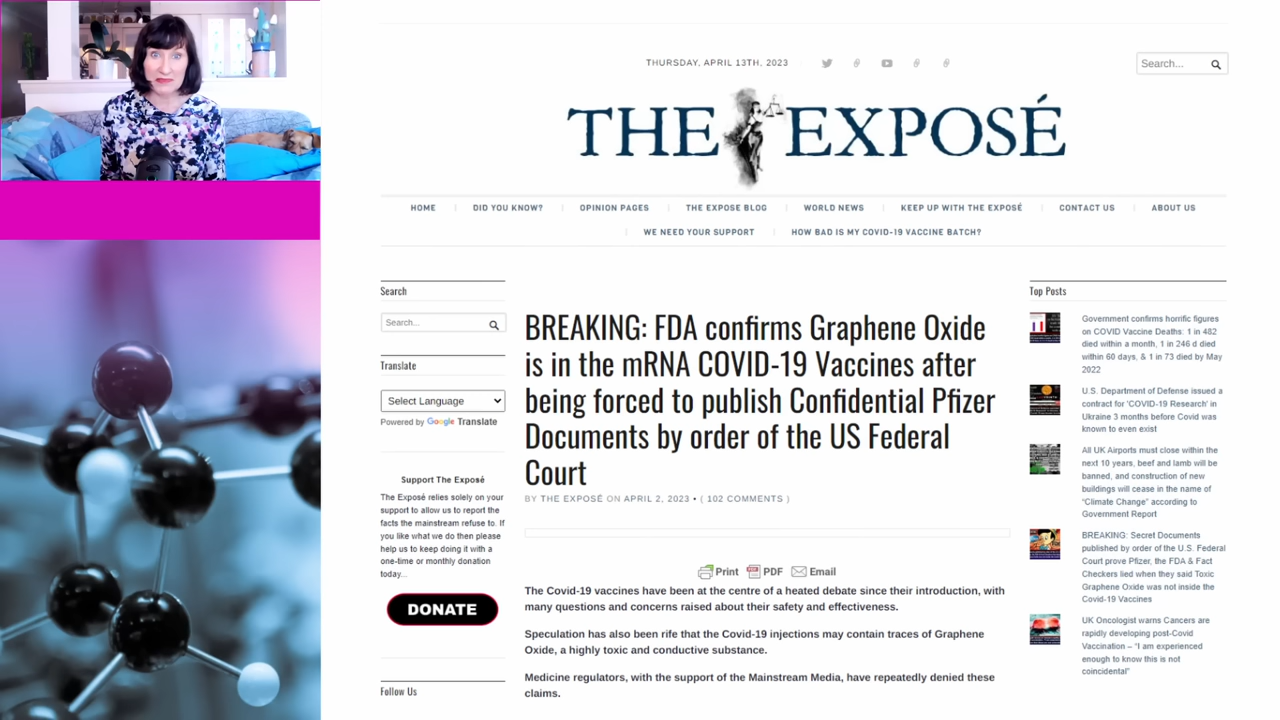 THURSDAY, APRIL 13TH, 2023
Search...
THE EXPOSÉ
HOME
DID YOU KNOW?
OPINION PAGES
THE EXPOSE BLOG
WORLD NEWS
KEEP UP WITH THE EXPOSÉ
CONTACT US
ABOUT US
WE NEED YOUR SUPPORT
HOW BAD IS MY COVID-19 VACCINE BATCH?
Search
Search...
Translate
Select Language
Powered by Google Translate
Support The Exposé
The Exposé relies solely on your
support to allow us to report the
facts the mainstream refuse to. If
you like what we do then please
help us to keep doing it with a
one-time or monthly donation
today...
DONATE
Follow Us
BREAKING: FDA confirms Graphene Oxide
is in the mRNA COVID-19 Vaccines after
being forced to publish Confidential Pfizer
Documents by order of the US Federal
Court
BY THE EXPOSÉ ON APRIL 2, 2023 • ( 102 COMMENTS )
Print PDF Email
The Covid-19 vaccines have been at the centre of a heated debate since their introduction, with
many questions and concerns raised about their safety and effectiveness.
Speculation has also been rife that the Covid-19 injections may contain traces of Graphene
Oxide, a highly toxic and conductive substance.
Medicine regulators, with the support of the Mainstream Media, have repeatedly denied these
claims.
Top Posts
Government confirms horrific figures
on COVID Vaccine Deaths: 1 in 482
died within a month, 1 in 246 d died
within 60 days, & 1 in 73 died by May
2022
U.S. Department of Defense issued a
contract for 'COVID-19 Research' in
Ukraine 3 months before Covid was
known to even exist
All UK Airports must close within the
next 10 years, beef and lamb will be
banned, and construction of new
buildings will cease in the name of
“Climate Change” according to
Government Report
BREAKING: Secret Documents
published by order of the U.S. Federal
Court prove Pfizer, the FDA & Fact
Checkers lied when they said Toxic
Graphene Oxide was not inside the
Covid-19 Vaccines
UK Oncologist warns Cancers are
rapidly developing post-Covid
Vaccination – “I am experienced
enough to know this is not
coincidental”